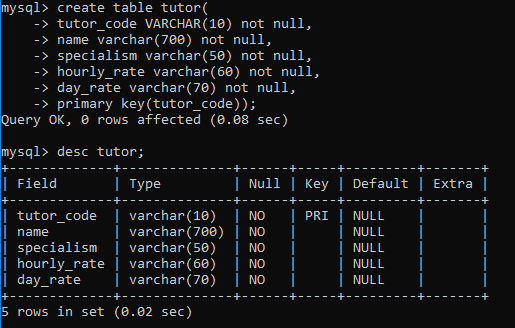 mysql> create table tutor(
    -> tutor_code VARCHAR(10) not null,
    -> name varchar(700) not null,
    -> specialism varchar(50) not null,
    -> hourly_rate varchar(60) not null,
    -> day_rate varchar(70) not null,
    -> primary key(tutor_code));
Query OK, 0 rows affected (0.08 sec)

mysql> desc tutor;
+-------------+--------------+------+-----+---------+-------+
| Field       | Type         | Null | Key | Default | Extra |
+-------------+--------------+------+-----+---------+-------+
| tutor_code  | varchar(10)  | NO   | PRI | NULL    |       |
| name        | varchar(700) | NO   |     | NULL    |       |
| specialism  | varchar(50)  | NO   |     | NULL    |       |
| hourly_rate | varchar(60)  | NO   |     | NULL    |       |
| day_rate    | varchar(70)  | NO   |     | NULL    |       |
+-------------+--------------+------+-----+---------+-------+
5 rows in set (0.02 sec)